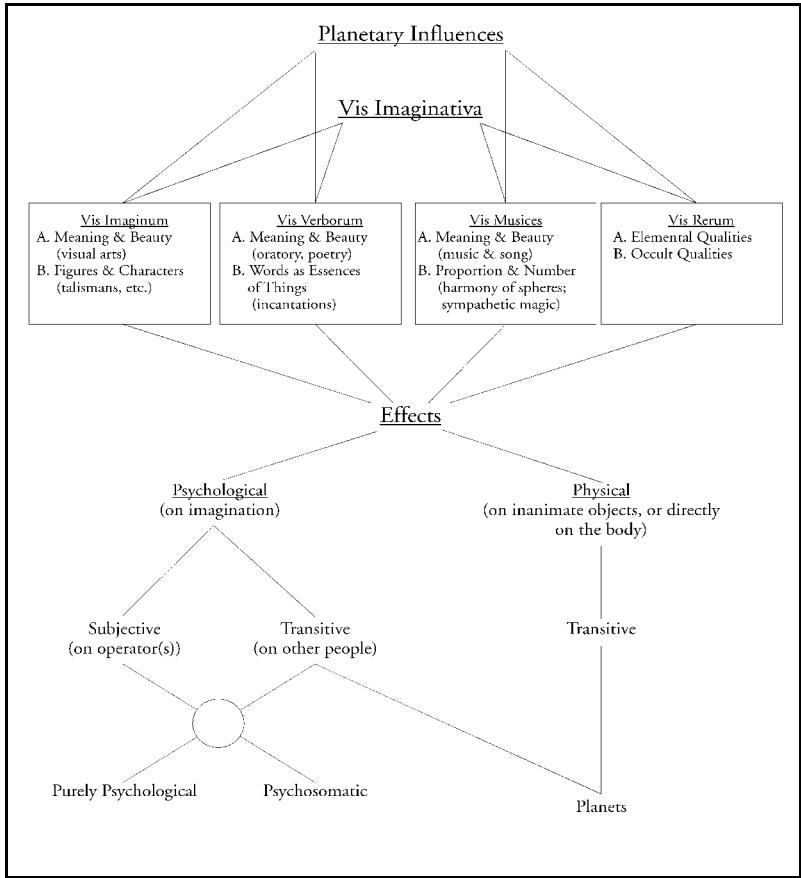 Planetary Influences
Vis Imaginativa
Vis Imaginum
A. Meaning & Beauty
(visual arts)
B. Figures & Characters
(talismans, etc.)
Vis Verborum
A. Meaning & Beauty
(oratory, poetry)
B. Words as Essences
of Things
(incantations)
Vis Musices
A. Meaning & Beauty
(music & song)
B. Proportion & Number
(harmony of spheres;
sympathetic magic)
Vis Rerum
A. Elemental Qualities
B. Occult Qualities
Effects
Psychological
(on imagination)
Physical
(on inanimate objects, or directly
on the body)
Subjective
(on operator(s))
Transitive
(on other people)
Transitive
Purely Psychological
Psychosomatic
Planets